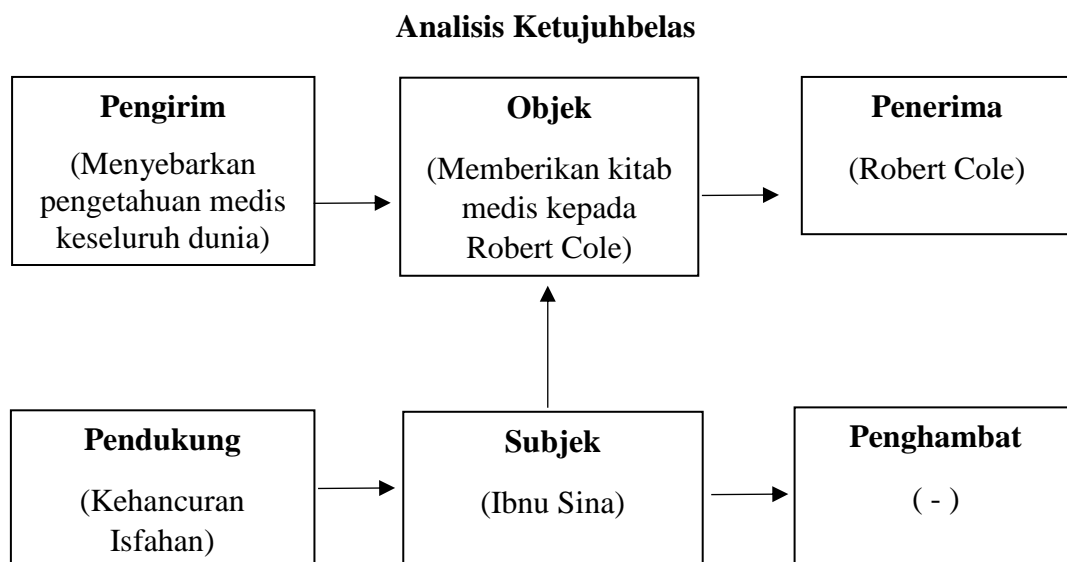 Analisis Ketujuhbelas
Pengirim
(Menyebarkan
pengetahuan medis
keseluruh dunia)
Objek
(Memberikan kitab
medis kepada
Robert Cole)
Penerima
(Robert Cole)
Pendukung
(Kehancuran
Isfahan)
Subjek
(Ibnu Sina)
Penghambat
( - )